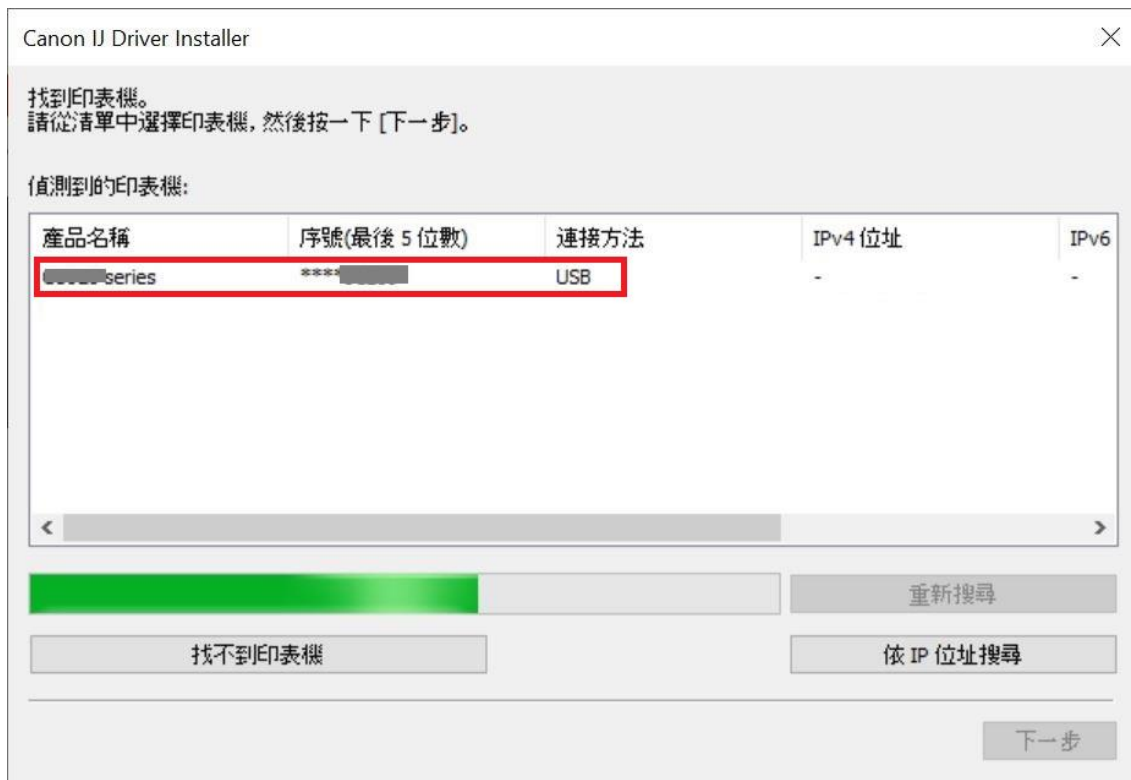 Canon IJ Driver Installer
找到印表機。
請從清單中選擇印表機, 然後按一下 [下一步]。
偵測到的印表機:
產品名稱 序號(最後 5 位數) 連接方法 IPv4 位址 IPv6
series **** USB - -
重新搜尋
找不到印表機 依 IP 位址搜尋
下一步